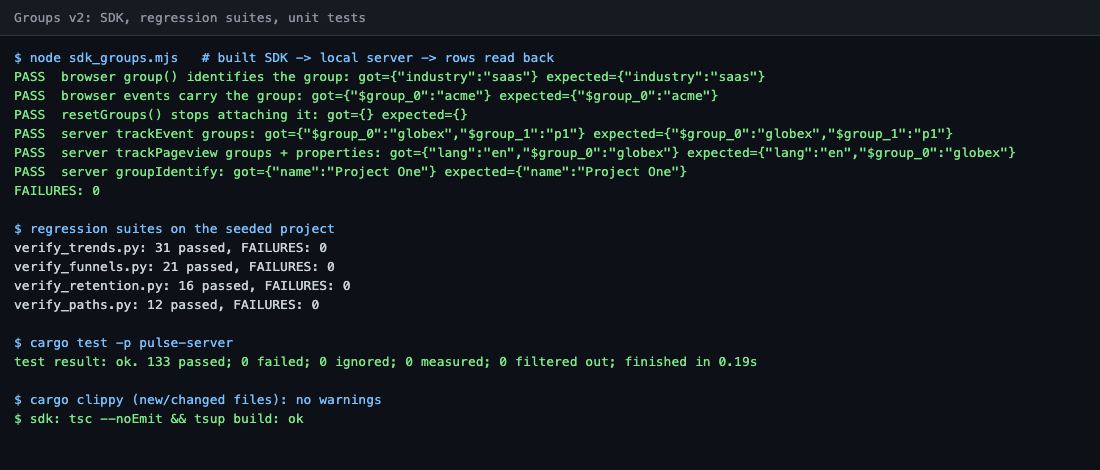 Groups v2: SDK, regression suites, unit tests
$ node sdk_groups.mjs   # built SDK -> local server -> rows read back
PASS  browser group() identifies the group: got={"industry":"saas"} expected={"industry":"saas"}
PASS  browser events carry the group: got={"$group_0":"acme"} expected={"$group_0":"acme"}
PASS  resetGroups() stops attaching it: got={} expected={}
PASS  server trackEvent groups: got={"$group_0":"globex","$group_1":"p1"} expected={"$group_0":"globex","$group_1":"p1"}
PASS  server trackPageview groups + properties: got={"lang":"en","$group_0":"globex"} expected={"lang":"en","$group_0":"globex"}
PASS  server groupIdentify: got={"name":"Project One"} expected={"name":"Project One"}
FAILURES: 0
$ regression suites on the seeded project
verify_trends.py: 31 passed, FAILURES: 0
verify_funnels.py: 21 passed, FAILURES: 0
verify_retention.py: 16 passed, FAILURES: 0
verify_paths.py: 12 passed, FAILURES: 0
$ cargo test -p pulse-server
test result: ok. 133 passed; 0 failed; 0 ignored; 0 measured; 0 filtered out; finished in 0.19s
$ cargo clippy (new/changed files): no warnings
$ sdk: tsc --noEmit && tsup build: ok